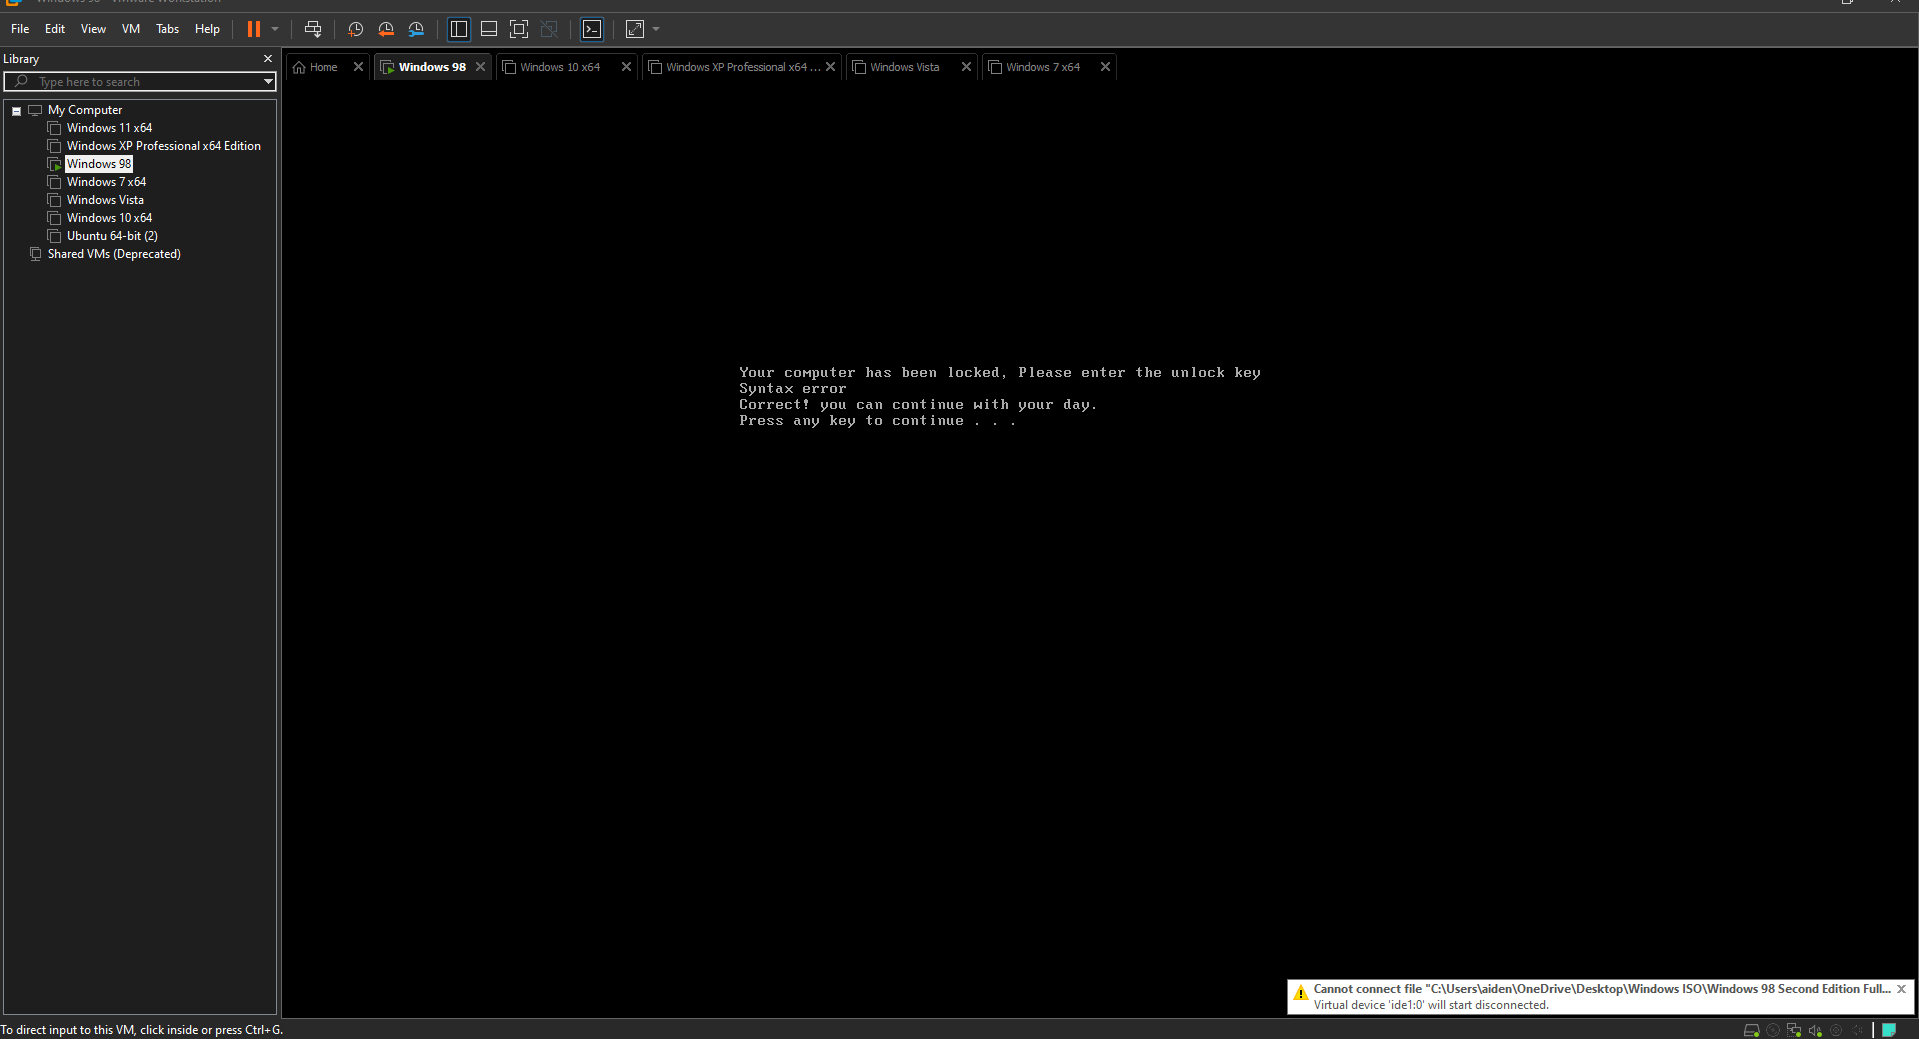 Windows 98 - VMware Workstation
File Edit View VM Tabs Help
Library
Type here to search
My Computer
Windows 11 x64
Windows XP Professional x64 Edition
Windows 98
Windows 7 x64
Windows Vista
Windows 10 x64
Ubuntu 64-bit (2)
Shared VMs (Deprecated)
Home
Windows 98
Windows 10 x64
Windows XP Professional x64 ...
Windows Vista
Windows 7 x64
Your computer has been locked, Please enter the unlock key
Syntax error
Correct! you can continue with your day.
Press any key to continue . . .
Cannot connect file "C:\Users\aiden\OneDrive\Desktop\Windows ISO\Windows 98 Second Edition Full...
Virtual device 'ide1:0' will start disconnected.
To direct input to this VM, click inside or press Ctrl+G.